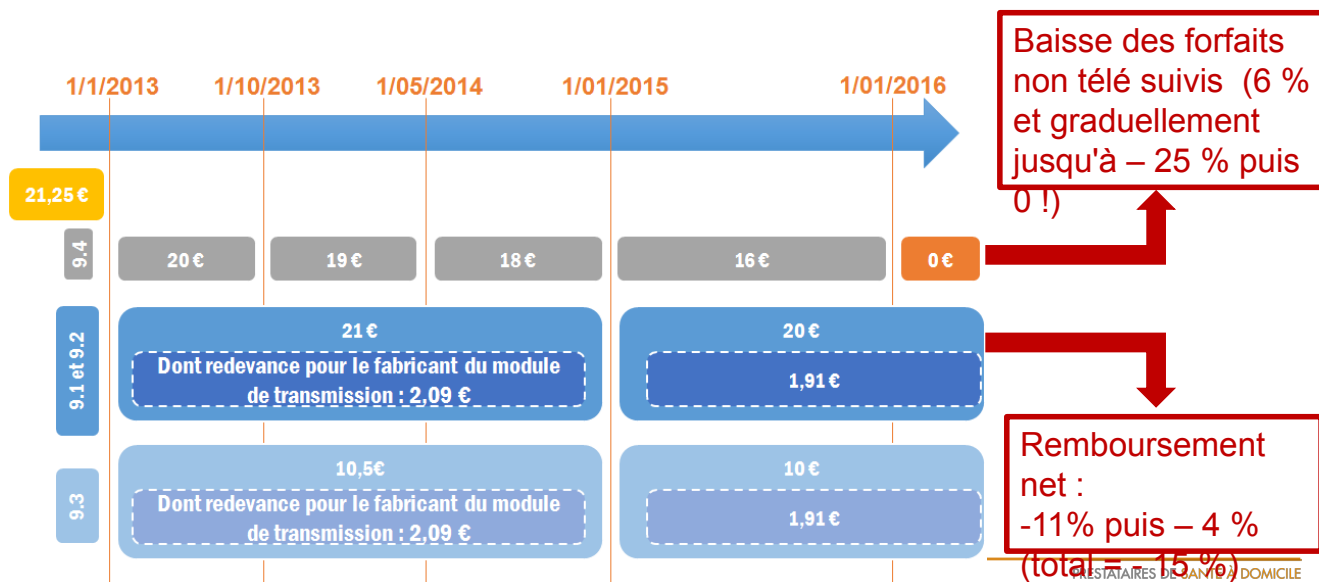 1/1/2013
1/10/2013
1/05/2014
1/01/2015
1/01/2016
Baisse des forfaits
non télé suivis (6 %
et graduellement
jusqu'à – 25 % puis
0 !)
21,25 €
9.4
20 €
19 €
18 €
16 €
0 €
9.1 et 9.2
21 €
Dont redevance pour le fabricant du module
de transmission : 2,09 €
20 €
1,91 €
9.3
10,5€
Dont redevance pour le fabricant du module
de transmission : 2,09 €
10 €
1,91 €
Remboursement
net :
-11% puis – 4 %
(total = - 15 %)
PRESTATAIRES DE SANTÉ À DOMICILE